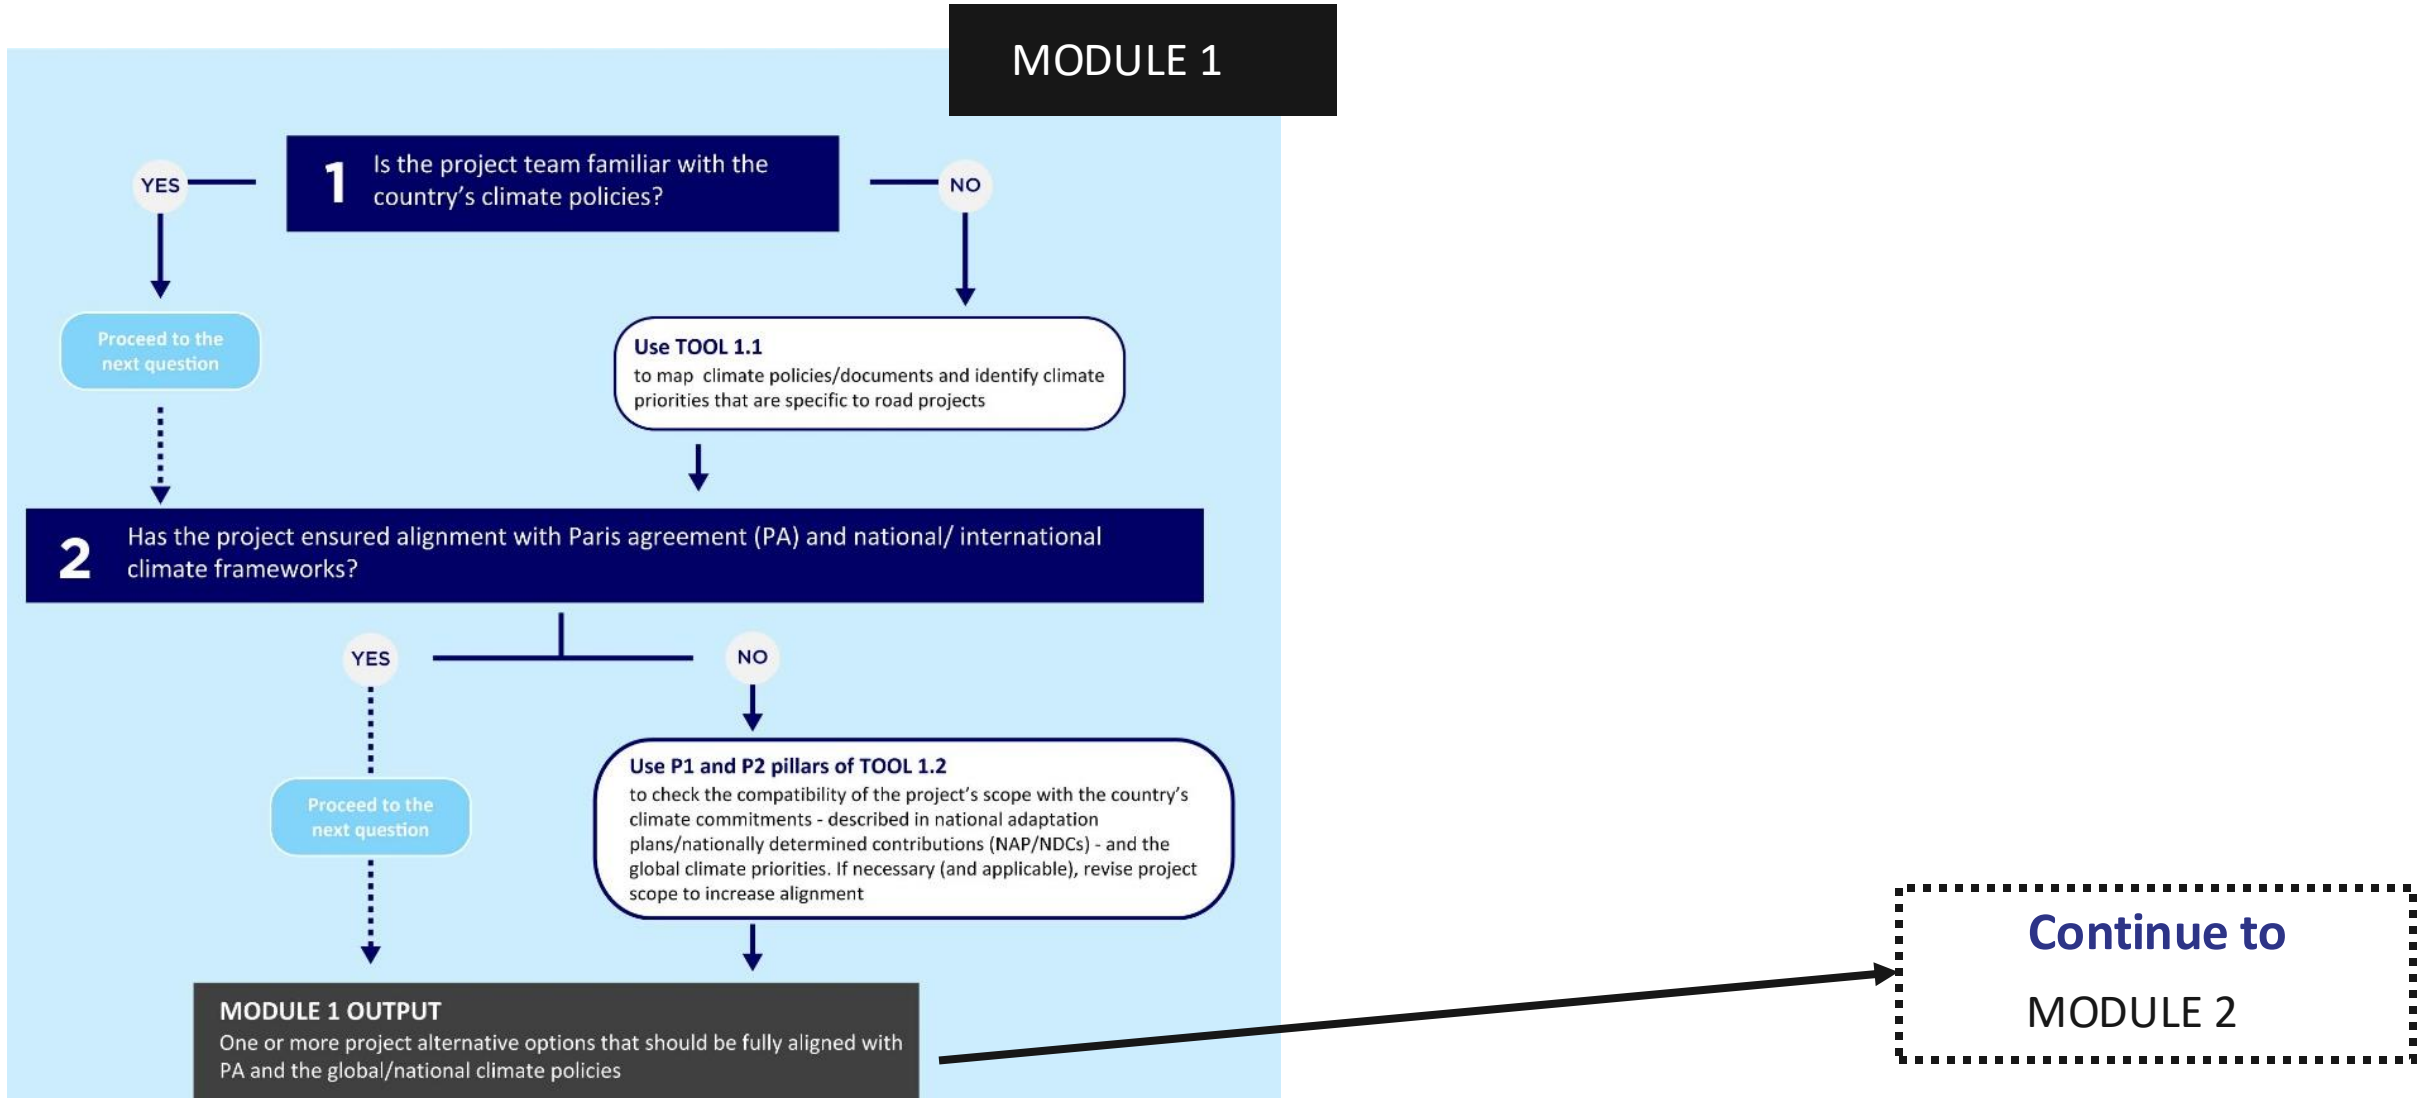 MODULE 1
1
Is the project team familiar with the
country's climate policies?
YES
NO
Proceed to the
next question
Use TOOL 1.1
to map climate policies/documents and identify climate
priorities that are specific to road projects
2
Has the project ensured alignment with Paris agreement (PA) and national/ international
climate frameworks?
YES
NO
Use P1 and P2 pillars of TOOL 1.2
to check the compatibility of the project's scope with the country's
climate commitments - described in national adaptation
plans/nationally determined contributions (NAP/NDCs) - and the
global climate priorities. If necessary (and applicable), revise project
scope to increase alignment
Proceed to the
next question
MODULE 1 OUTPUT
One or more project alternative options that should be fully aligned with
PA and the global/national climate policies
Continue to
MODULE 2